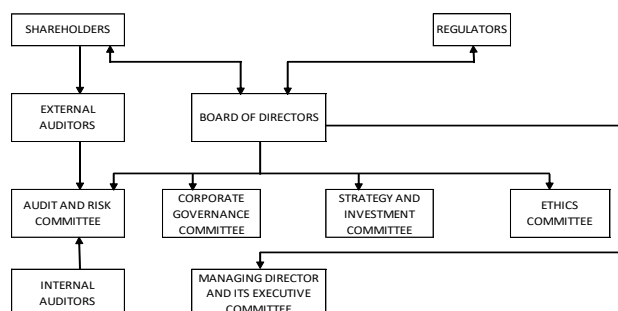 SHAREHOLDERS
REGULATORS
EXTERNAL
AUDITORS
BOARD OF DIRECTORS
AUDIT AND RISK
COMMITTEE
CORPORATE
GOVERNANCE
COMMITTEE
STRATEGY AND
INVESTMENT
COMMITTEE
ETHICS
COMMITTEE
INTERNAL
AUDITORS
MANAGING DIRECTOR
AND ITS EXECUTIVE
COMMITTEE